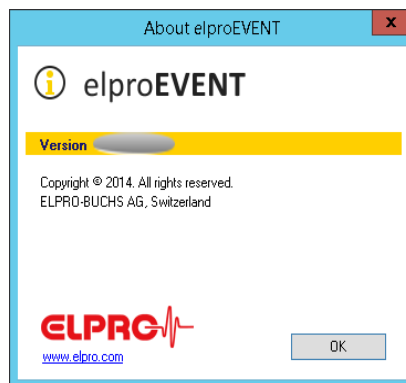 About elproEVENT
x
i elproEVENT
Version
Copyright © 2014. All rights reserved.
ELPRO-BUCHS AG, Switzerland
ELPRO
www.elpro.com
OK